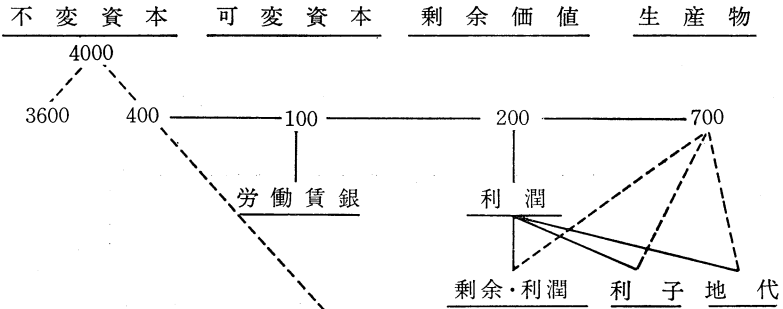 不変資本 可変資本 剰余価値 生産物
4000
3600 400 100 200 700
労働賃銀 利潤
剰余・利潤 利子 地代